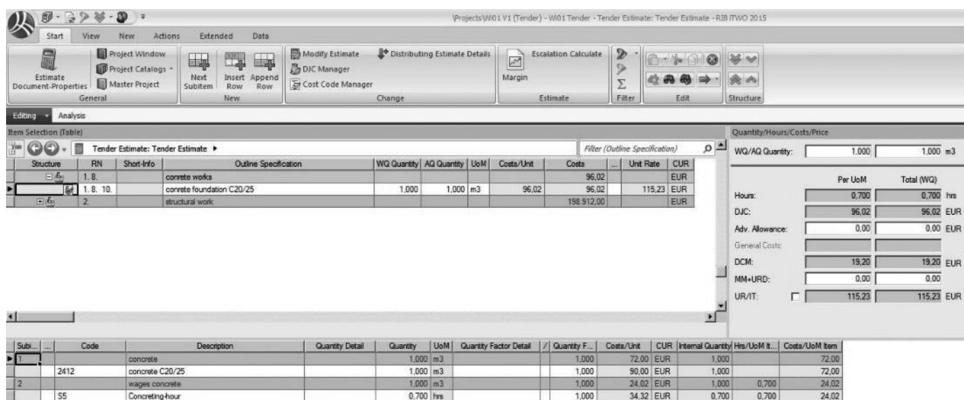 \Projects\WI01 V1 (Tender) - WI01 Tender - Tender Estimate: Tender Estimate - RIB iTWO 2015
Start View New Actions Extended Data
Estimate Document-Properties
Project Window
Project Catalogs
Master Project
General
Next Subitem
Insert Row
Append Row
New
Modify Estimate
DJC Manager
Cost Code Manager
Distributing Estimate Details
Change
Margin
Escalation Calculate
Estimate
Filter
Edit
Structure
Editing Analysis
Item Selection (Table)
Tender Estimate: Tender Estimate
Filter (Outline Specification)
Structure RN Short-Info Outline Specification WQ Quantity AQ Quantity UoM Costs/Unit Costs ... Unit Rate CUR
1. 8. conrete works 96,02 EUR
1. 8. 10. conrete foundation C20/25 1,000 1,000 m3 96,02 96,02 115,23 EUR
2. structural work 198.912,00 EUR
Quantity/Hours/Costs/Price
WQ/AQ Quantity: 1,000 1,000 m3
Per UoM Total (WQ)
Hours: 0,700 0,700 hrs
DJC: 96,02 96,02 EUR
Adv. Allowance: 0,00 0,00 EUR
General Costs:
DCM: 19,20 19,20 EUR
MM+URD: 0,00 0,00
UR/IT: 115,23 115,23 EUR
Subi... ... Code Description Quantity Detail Quantity UoM Quantity Factor Detail / Quantity F... Costs/Unit CUR Internal Quantity Hrs/UoM It... Costs/UoM Item
1 concrete 1,000 m3 1,000 72,00 EUR 1,000 72,00
2412 concrete C20/25 1,000 m3 1,000 90,00 EUR 1,000 72,00
2 wages concrete 1,000 m3 1,000 24,02 EUR 1,000 0,700 24,02
S5 Concreting-hour 0,700 hrs 1,000 34,32 EUR 0,700 0,700 24,02